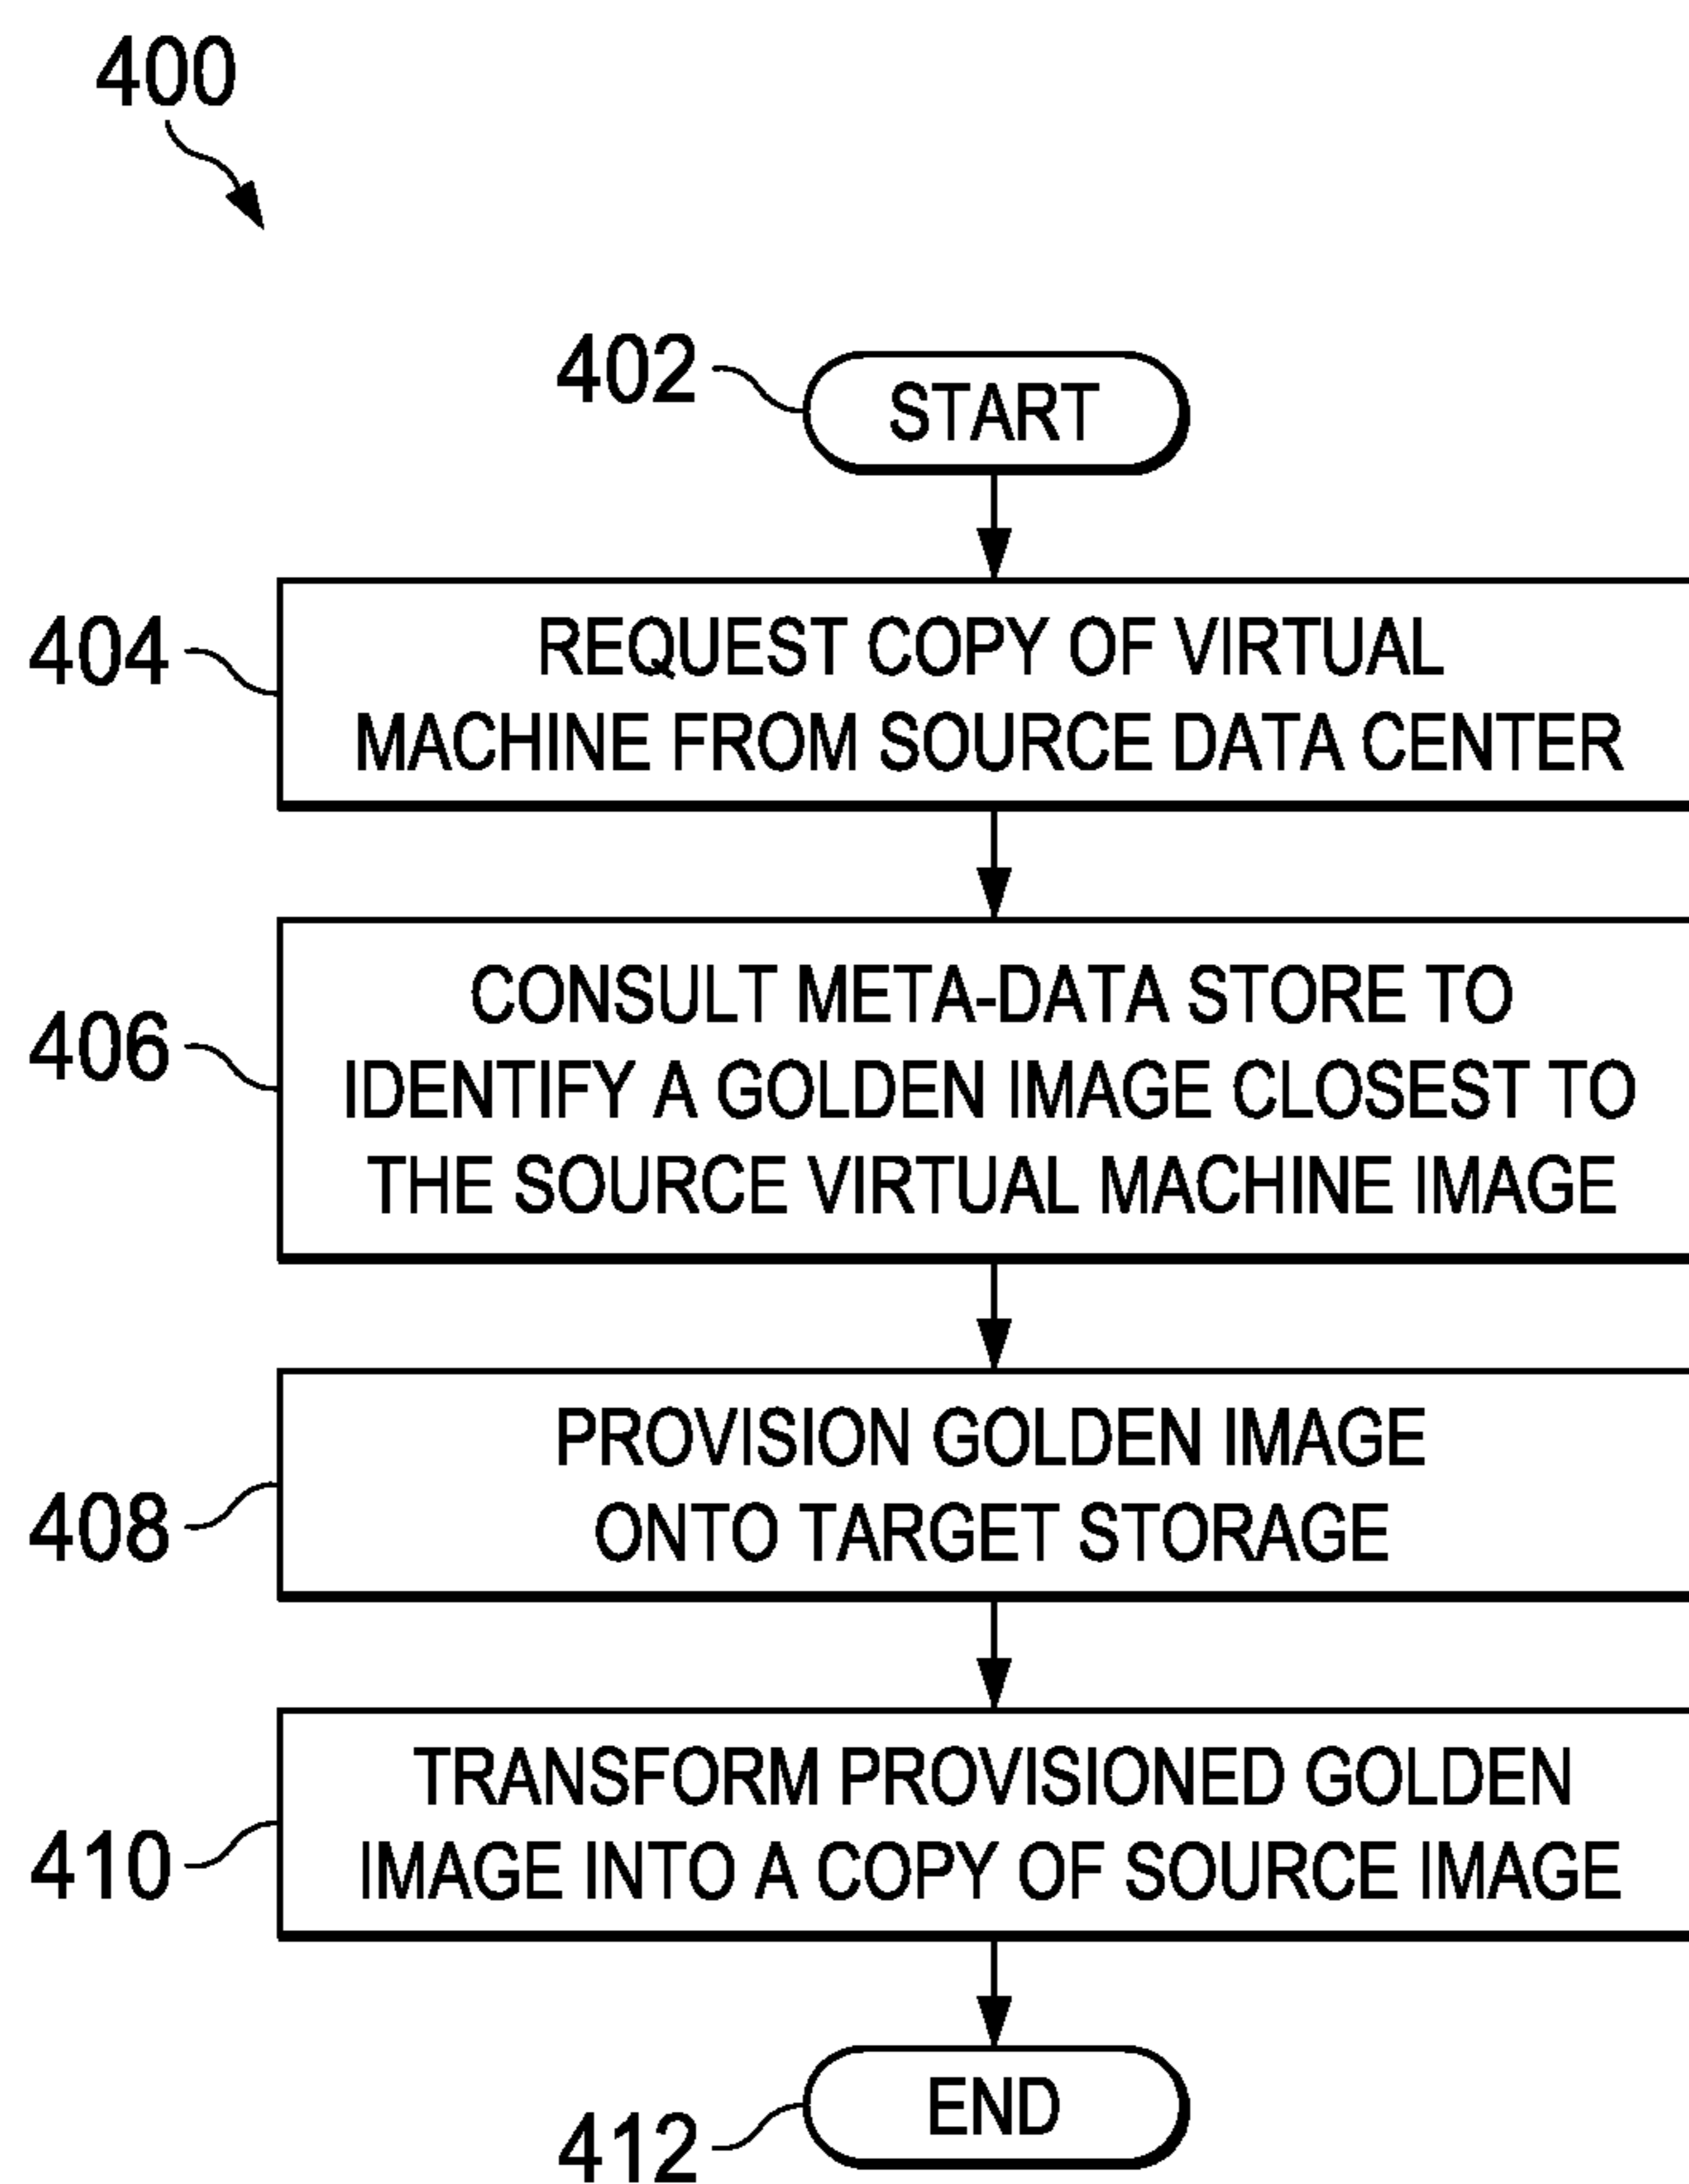 400
402
START
404
REQUEST COPY OF VIRTUAL
MACHINE FROM SOURCE DATA CENTER
406
CONSULT META-DATA STORE TO
IDENTIFY A GOLDEN IMAGE CLOSEST TO
THE SOURCE VIRTUAL MACHINE IMAGE
408
PROVISION GOLDEN IMAGE
ONTO TARGET STORAGE
410
TRANSFORM PROVISIONED GOLDEN
IMAGE INTO A COPY OF SOURCE IMAGE
412
END